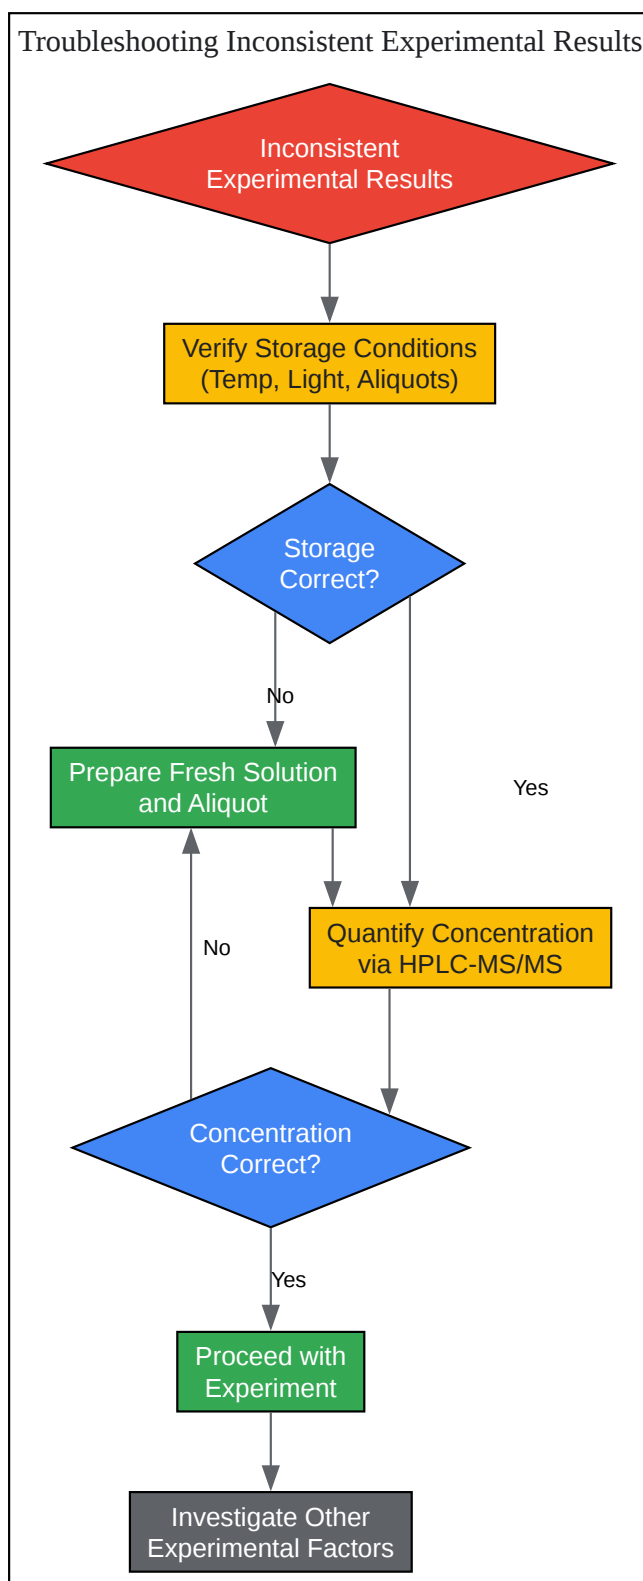 Troubleshooting Inconsistent Experimental Results
Inconsistent
Experimental Results
Verify Storage Conditions
(Temp, Light, Aliquots)
Storage
Correct?
No
Prepare Fresh Solution
and Aliquot
Yes
Quantify Concentration
via HPLC-MS/MS
No
Concentration
Correct?
Yes
Proceed with
Experiment
Investigate Other
Experimental Factors